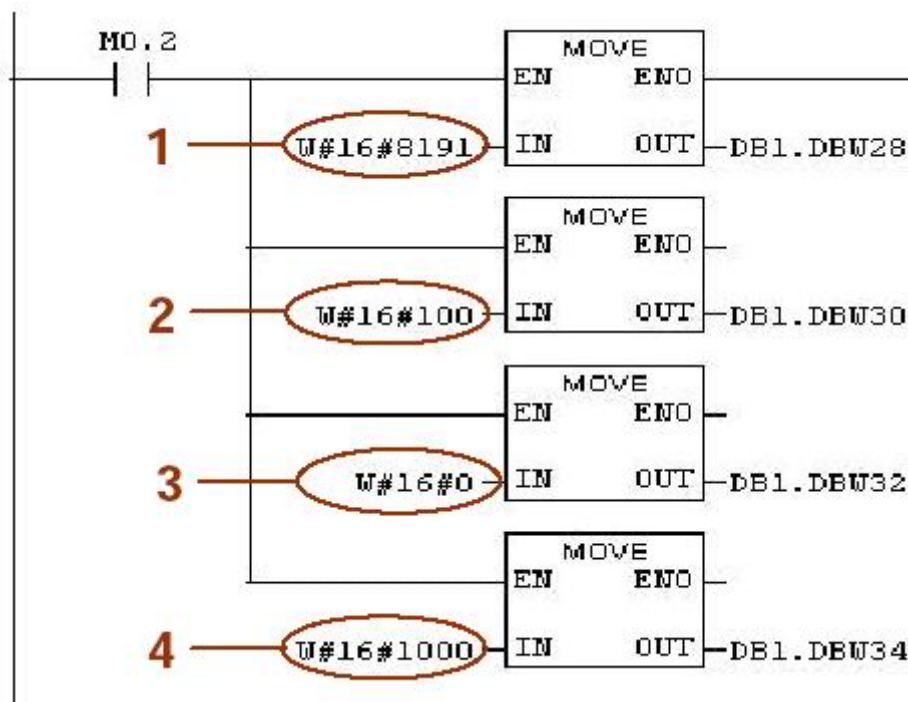 M0.2
MOVE
EN ENO
1 W#16#8191 IN OUT DB1.DBW28
MOVE
EN ENO
2 W#16#100 IN OUT DB1.DBW30
MOVE
EN ENO
3 W#16#0 IN OUT DB1.DBW32
MOVE
EN ENO
4 W#16#1000 IN OUT DB1.DBW34